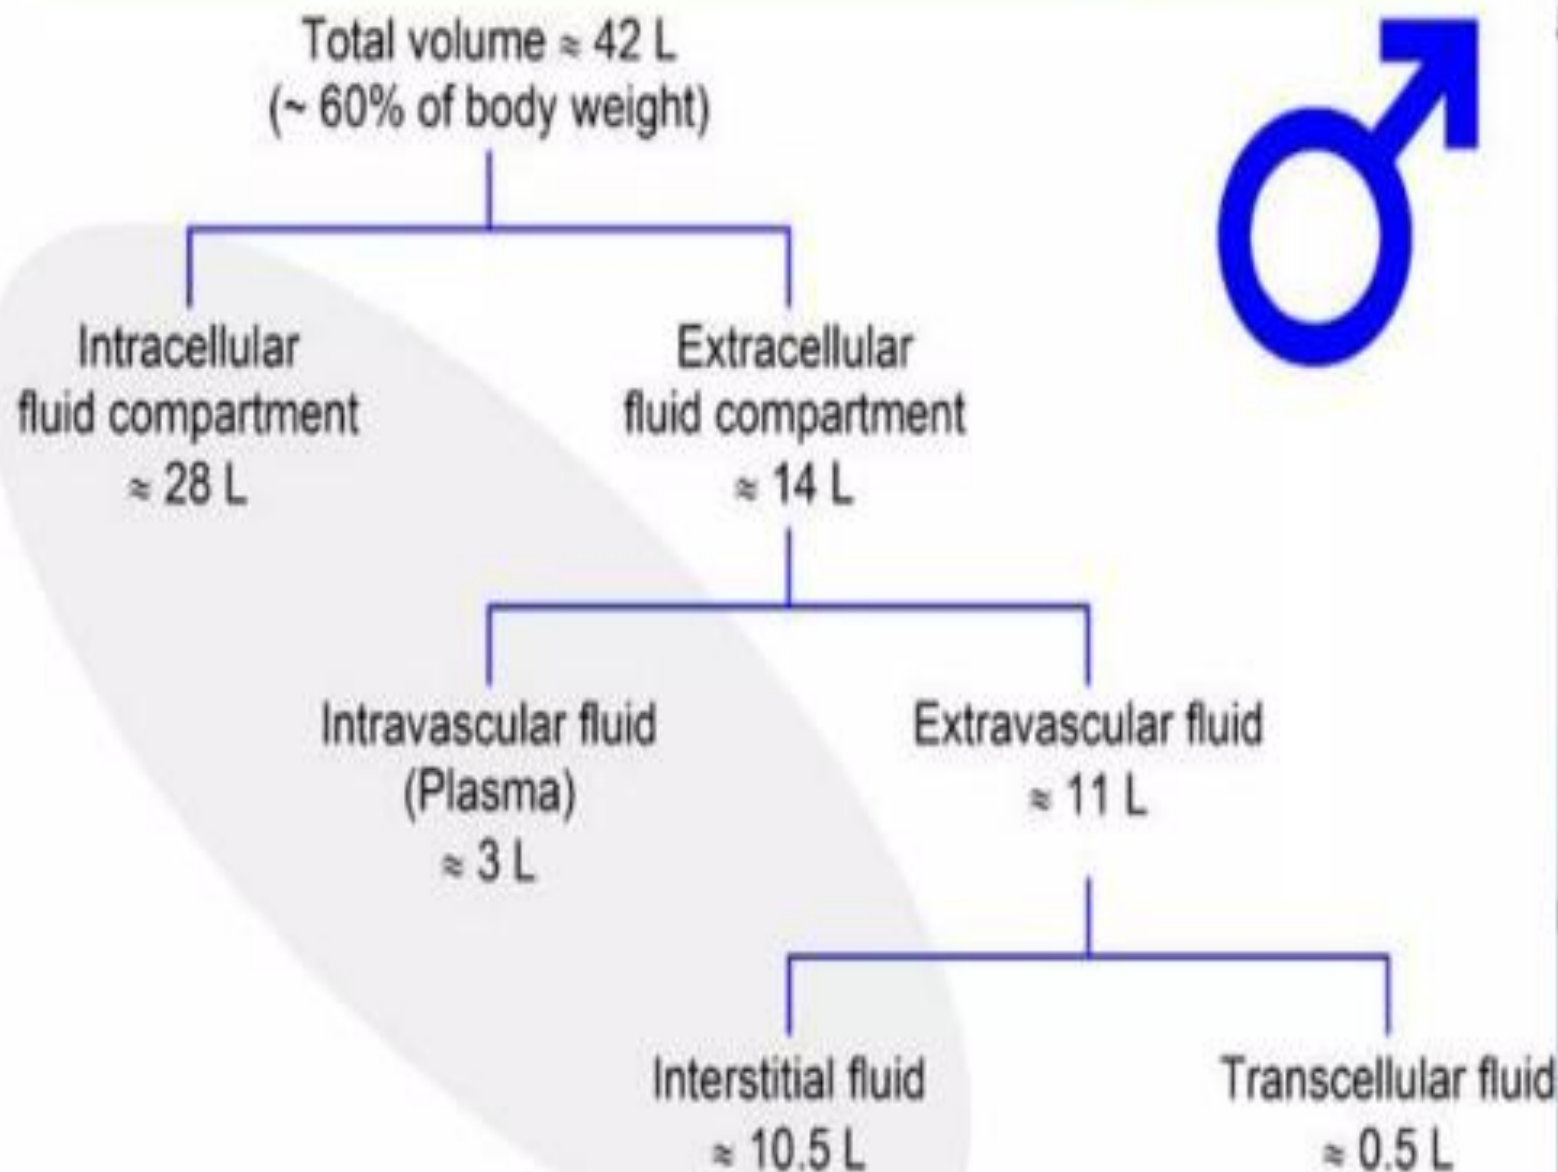 Total volume ≈ 42 L
(~ 60% of body weight)
Intracellular
fluid compartment
≈ 28 L
Extracellular
fluid compartment
≈ 14 L
Intravascular fluid
(Plasma)
≈ 3 L
Extravascular fluid
≈ 11 L
Interstitial fluid
≈ 10.5 L
Transcellular fluid
≈ 0.5 L